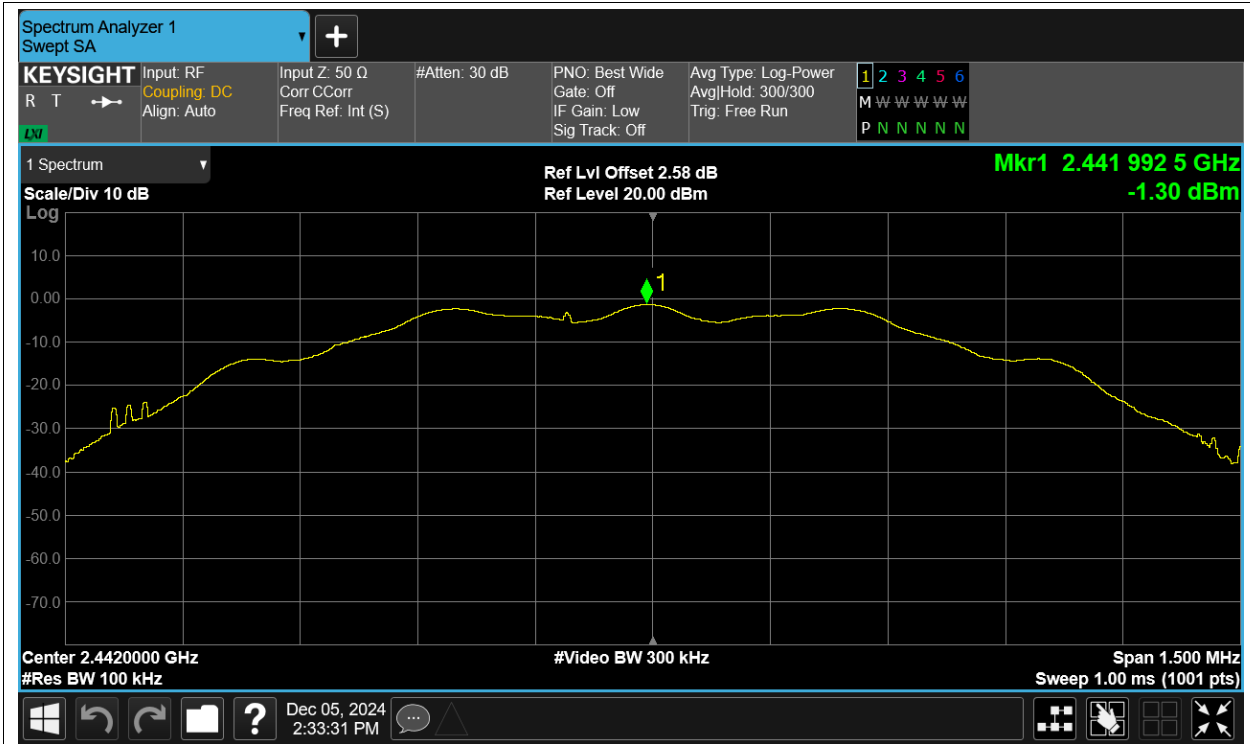 Spectrum Analyzer 1
Swept SA
KEYSIGHT
R T
LXI
Input: RF
Coupling: DC
Align: Auto
Input Z: 50 Ω
Corr CCorr
Freq Ref: Int (S)
#Atten: 30 dB
PNO: Best Wide
Gate: Off
IF Gain: Low
Sig Track: Off
Avg Type: Log-Power
Avg|Hold: 300/300
Trig: Free Run
1 2 3 4 5 6
M W W W W W
P N N N N N
1 Spectrum
Scale/Div 10 dB
Log
Ref Lvl Offset 2.58 dB
Ref Level 20.00 dBm
Mkr1 2.441 992 5 GHz
-1.30 dBm
1
10.0
0.00
-10.0
-20.0
-30.0
-40.0
-50.0
-60.0
-70.0
Center 2.4420000 GHz
#Video BW 300 kHz
Span 1.500 MHz
#Res BW 100 kHz
Sweep 1.00 ms (1001 pts)
?
Dec 05, 2024
2:33:31 PM